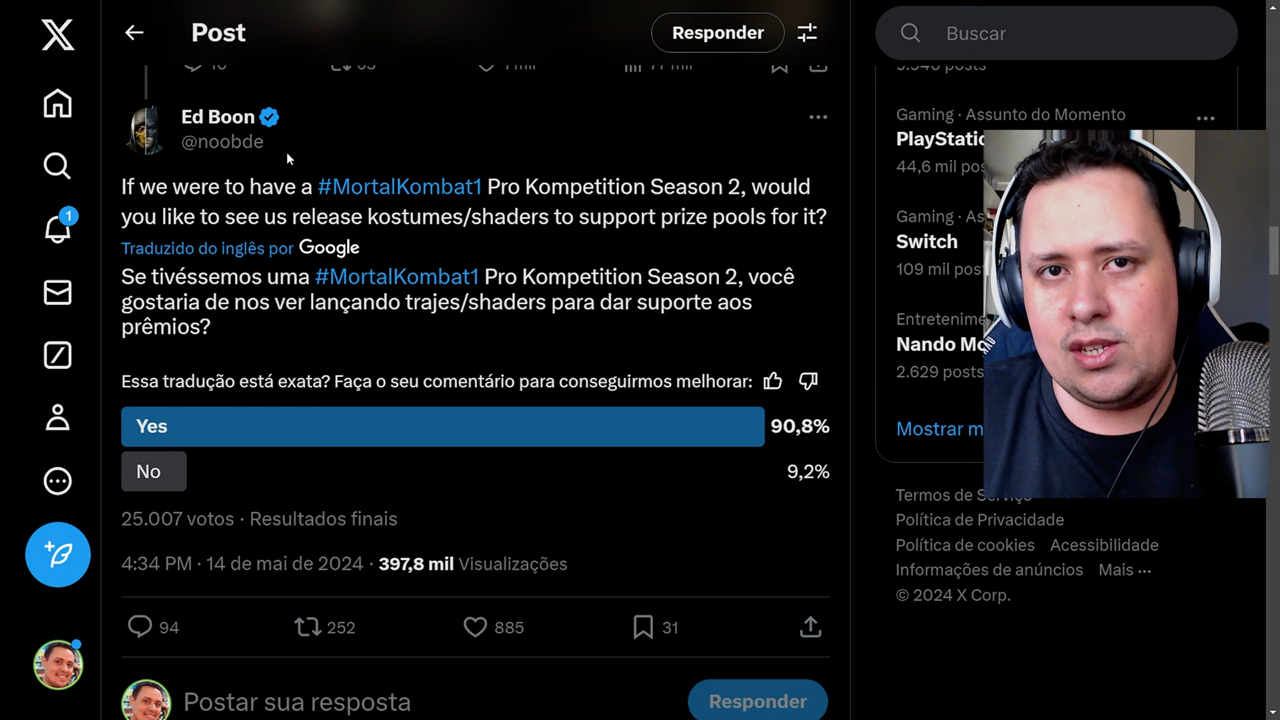 Post
Responder
Buscar
Ed Boon
@noobde
If we were to have a #MortalKombat1 Pro Kompetition Season 2, would
you like to see us release kostumes/shaders to support prize pools for it?
Traduzido do inglês por Google
Se tivéssemos uma #MortalKombat1 Pro Kompetition Season 2, você
gostaria de nos ver lançando trajes/shaders para dar suporte aos
prêmios?
Essa tradução está exata? Faça o seu comentário para conseguirmos melhorar:
Yes 90,8%
No 9,2%
25.007 votos · Resultados finais
4:34 PM · 14 de mai de 2024 · 397,8 mil Visualizações
94 252 885 31
Postar sua resposta
Responder
1
posts
Gaming · Assunto do Momento
44,6 mil
Gaming
Switch
109 mil
Nando
2.629 posts
Mostrar
Termos de
Política de Privacidade
Política de cookies Acessibilidade
Informações de anúncios Mais ···
© 2024 X Corp.